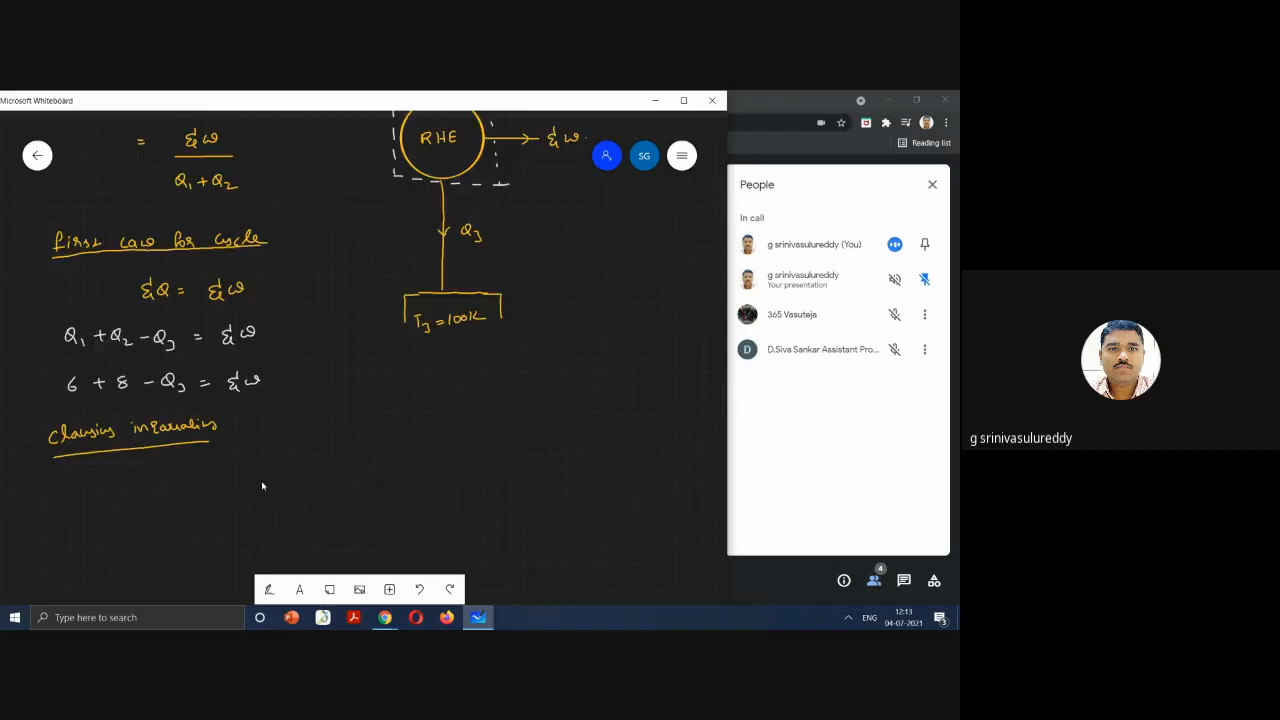 Microsoft Whiteboard
= ΣW / Q1 + Q2
RHE
ΣW
First Law for cycle
Q3
ΣQ = ΣW
T3 = 100K
Q1 + Q2 - Q3 = ΣW
6 + 8 - Q3 = ΣW
Clausius inequality
SG
Reading list
People
In call
g srinivasulureddy (You)
g srinivasulureddy
Your presentation
365 Vasuteja
D
D.Siva Sankar Assistant Pro...
4
g srinivasulureddy
A
Type here to search
ENG
12:13
04-07-2021
3